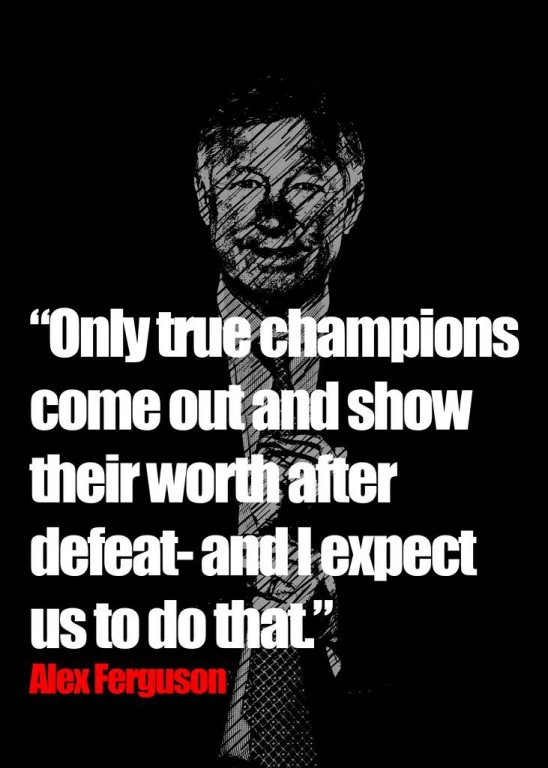 “Only true champions
come out and show
their worth after
defeat- and I expect
us to do that.”
Alex Ferguson